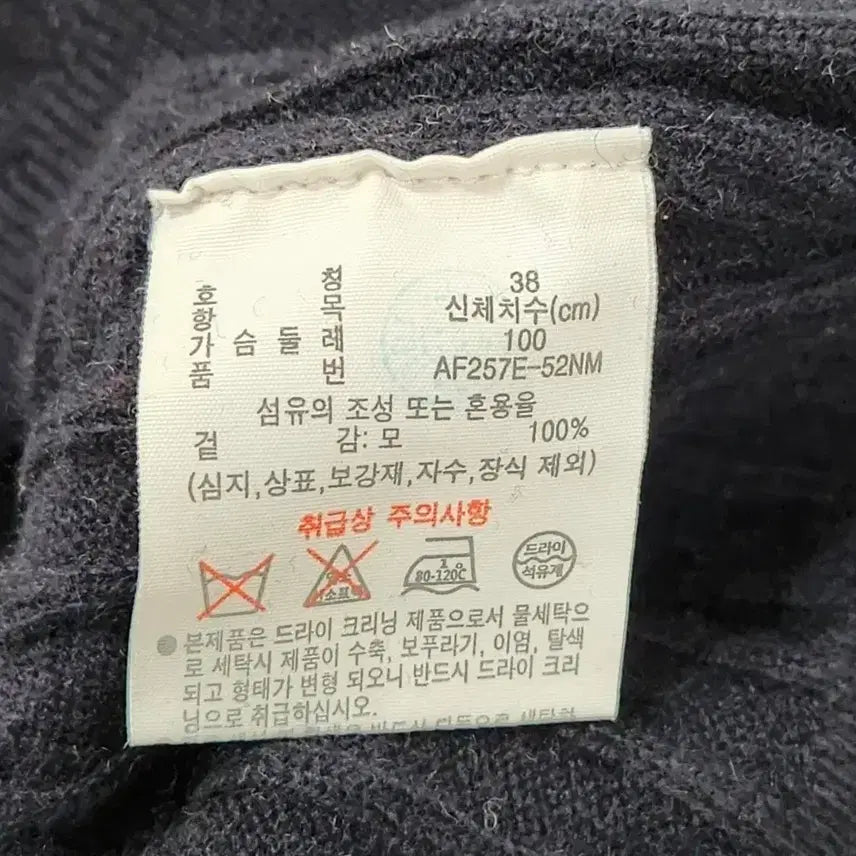 호 칭 38
항 목 신체치수(cm)
가 슴 둘 레 100
품 번 AF257E-52NM
섬유의 조성 또는 혼용율
겉 감: 모 100%
(심지,상표,보강재,자수,장식 제외)
취급상 주의사항
80-120C
드라이
석유계
● 본제품은 드라이 크리닝 제품으로서 물세탁으
로 세탁시 제품이 수축, 보푸라기, 이염, 탈색
되고 형태가 변형 되오니 반드시 드라이 크리
닝으로 취급하십시오.